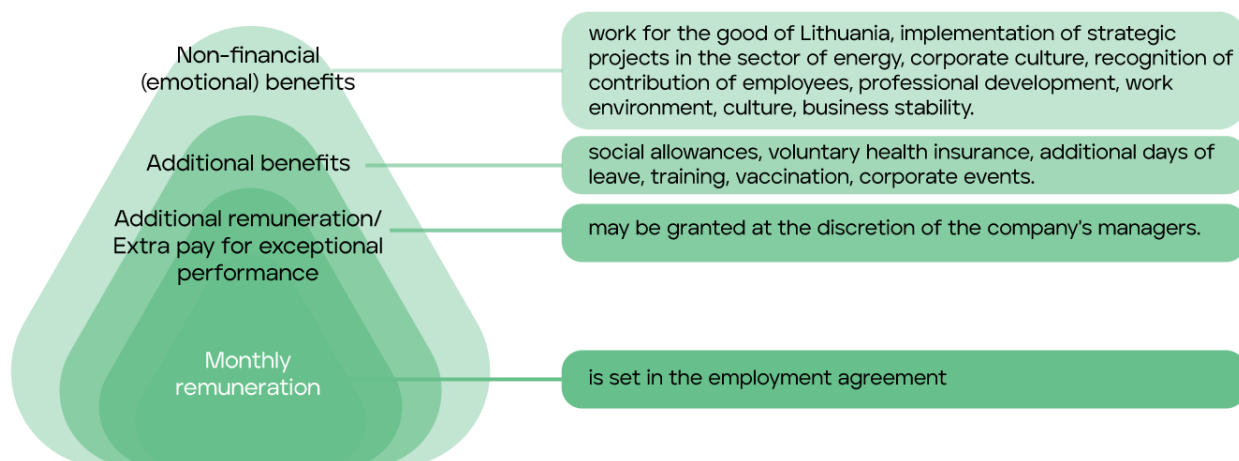 Non-financial
(emotional) benefits
work for the good of Lithuania, implementation of strategic
projects in the sector of energy, corporate culture, recognition of
contribution of employees, professional development, work
environment, culture, business stability.
Additional benefits
social allowances, voluntary health insurance, additional days of
leave, training, vaccination, corporate events.
Additional remuneration/
Extra pay for exceptional
performance
may be granted at the discretion of the company's managers.
Monthly
remuneration
is set in the employment agreement